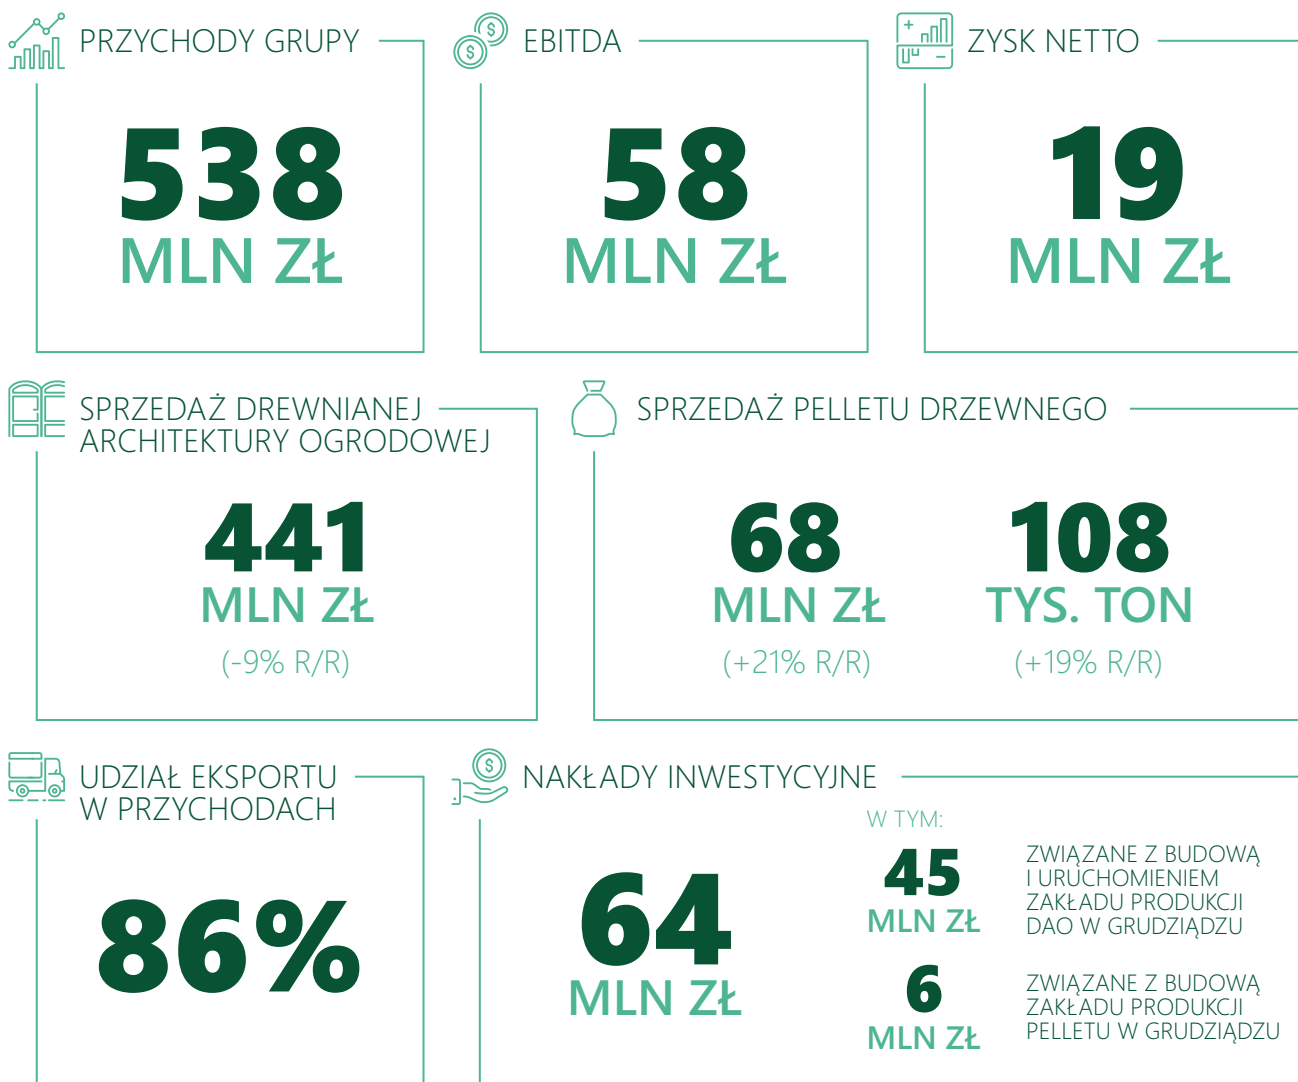 PRZYCHODY GRUPY
538
MLN ZŁ
EBITDA
58
MLN ZŁ
ZYSK NETTO
19
MLN ZŁ
SPRZEDAŻ DREWNIANEJ
ARCHITEKTURY OGRODOWEJ
441
MLN ZŁ
(-9% R/R)
SPRZEDAŻ PELLETU DRZEWNEGO
68
MLN ZŁ
(+21% R/R)
108
TYS. TON
(+19% R/R)
UDZIAŁ EKSPORTU
W PRZYCHODACH
86%
NAKŁADY INWESTYCYJNE
64
MLN ZŁ
W TYM:
45
MLN ZŁ
ZWIĄZANE Z BUDOWĄ
I URUCHOMIENIEM
ZAKŁADU PRODUKCJI
DAO W GRUDZIĄDZU
6
MLN ZŁ
ZWIĄZANE Z BUDOWĄ
ZAKŁADU PRODUKCJI
PELLETU W GRUDZIĄDZU